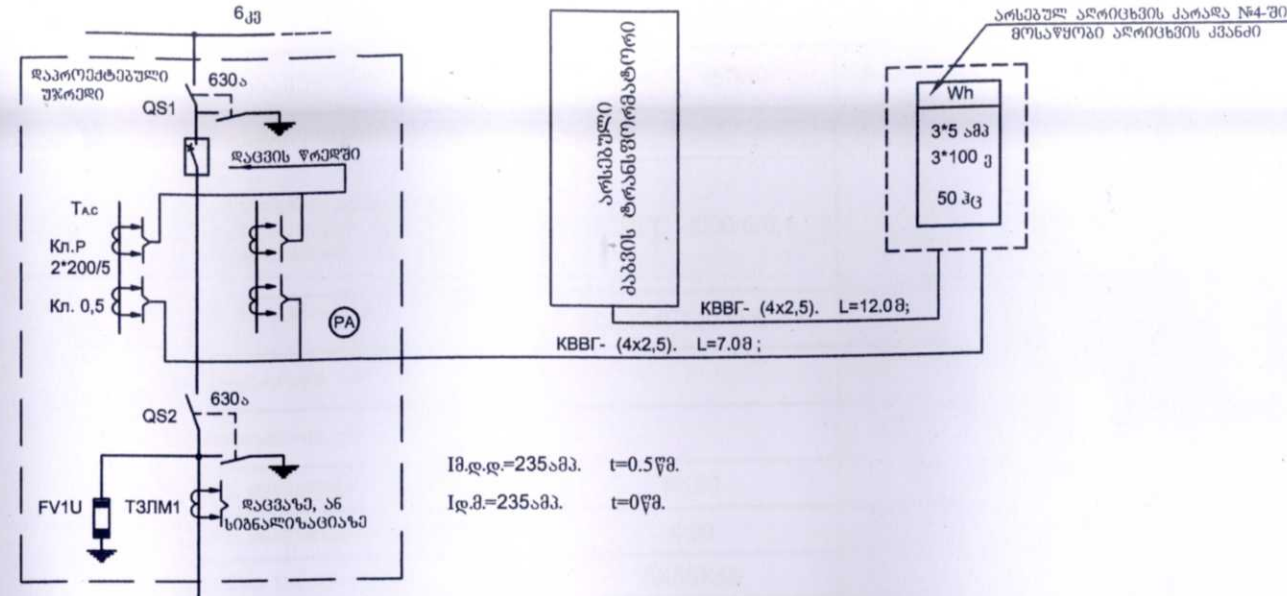 6კვ
არსებულ აღრიცხვის კარადა №4-ში
მოსაწყობი აღრიცხვის კვანძი
დაპროექტებული
უჯრედი
630ა
QS1
დაცვის წრედში
TA.C
Кл.Р
2*200/5
Кл. 0,5
PA
არსებული
ძაბვის ტრანსფორმატორი
Wh
3*5 ამპ
3*100 ვ
50 ჰც
КВВГ- (4x2,5). L=12.0მ;
КВВГ- (4x2,5). L=7.0მ;
630ა
QS2
Iმ.დ.დ.=235ამპ. t=0.5წმ.
Iდ.მ.=235ამპ. t=0წმ.
FV1U
ТЗЛМ1
დაცვაზე, ან
სიგნალიზაციაზე